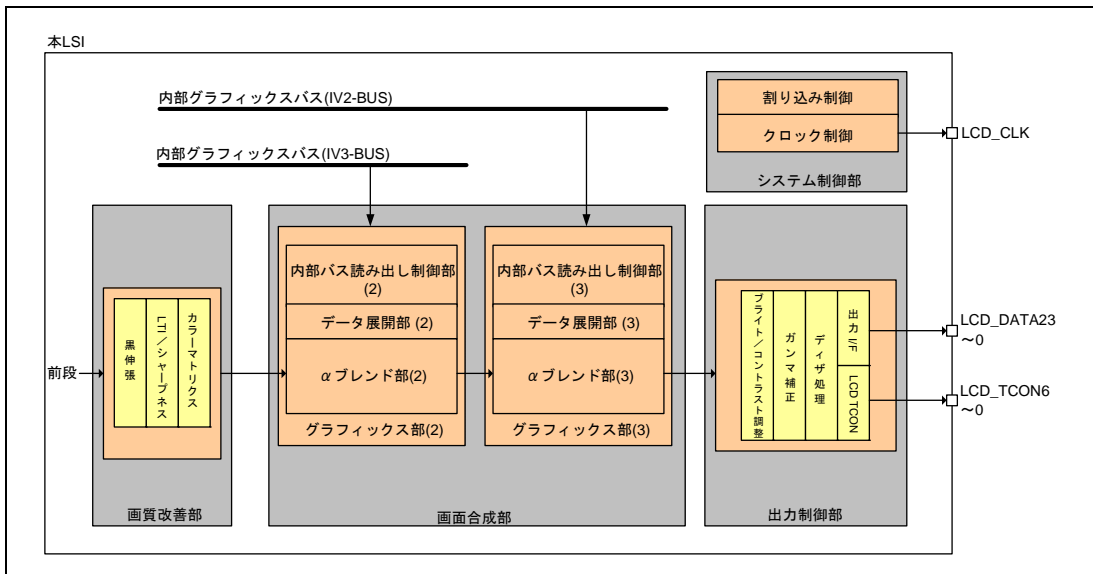 本LSI
内部グラフィックスバス(IV2-BUS)
内部グラフィックスバス(IV3-BUS)
割り込み制御
クロック制御
システム制御部
LCD_CLK
前段
黒伸張
LTI／シャープネス
カラーマトリクス
画質改善部
内部バス読み出し制御部
(2)
データ展開部(2)
αブレンド部(2)
グラフィックス部(2)
内部バス読み出し制御部
(3)
データ展開部(3)
αブレンド部(3)
グラフィックス部(3)
画面合成部
ブライト／コントラスト調整
ガンマ補正
ディザ処理
出力I/F
LCD TCON
出力制御部
LCD_DATA23
～0
LCD_TCON6
～0